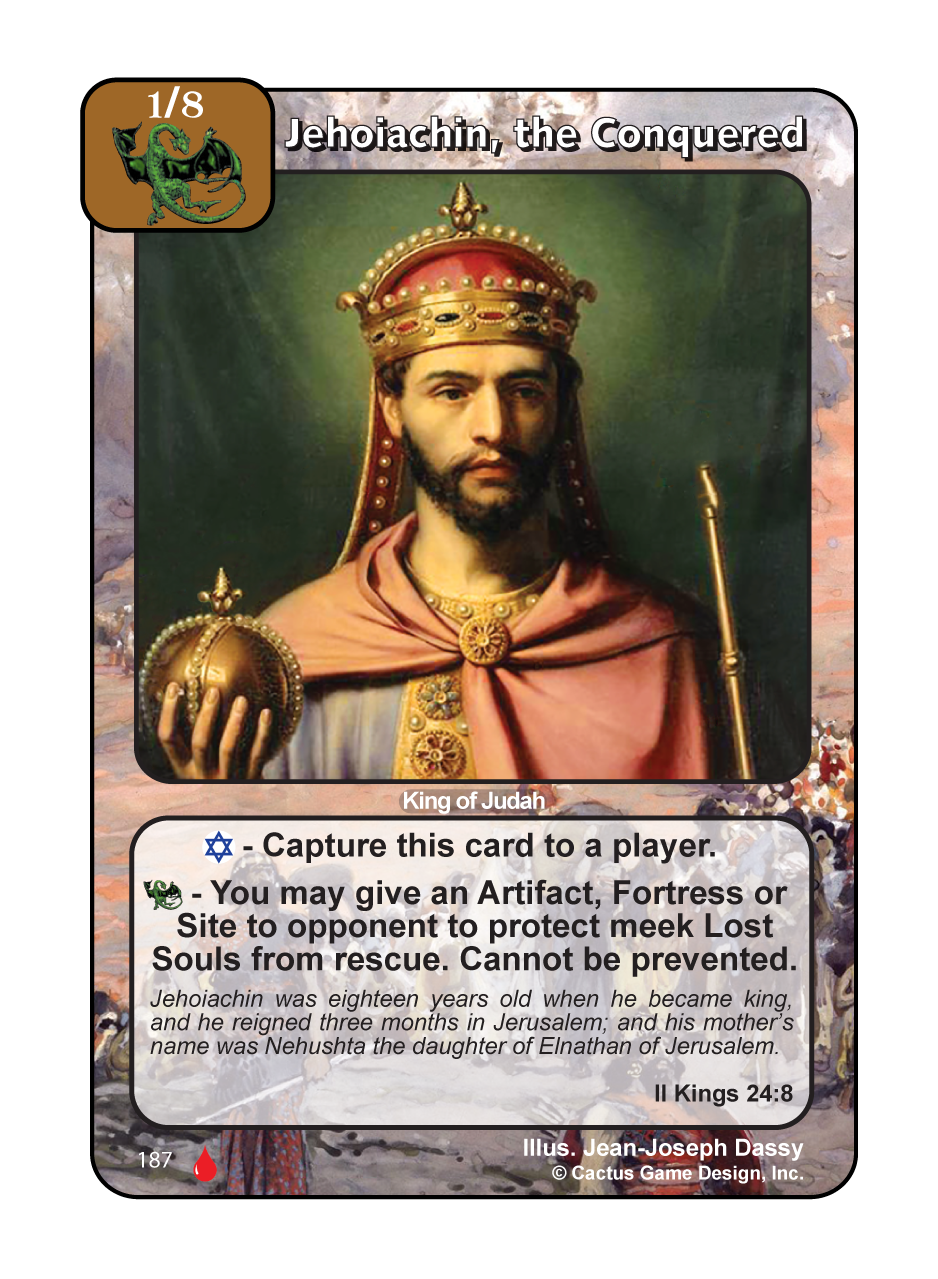 1/8
Jehoiachin, the Conquered
King of Judah
- Capture this card to a player.
- You may give an Artifact, Fortress or
Site to opponent to protect meek Lost
Souls from rescue. Cannot be prevented.
Jehoiachin was eighteen years old when he became king,
and he reigned three months in Jerusalem; and his mother's
name was Nehushta the daughter of Elnathan of Jerusalem.
II Kings 24:8
187
Illus. Jean-Joseph Dassy
© Cactus Game Design, Inc.